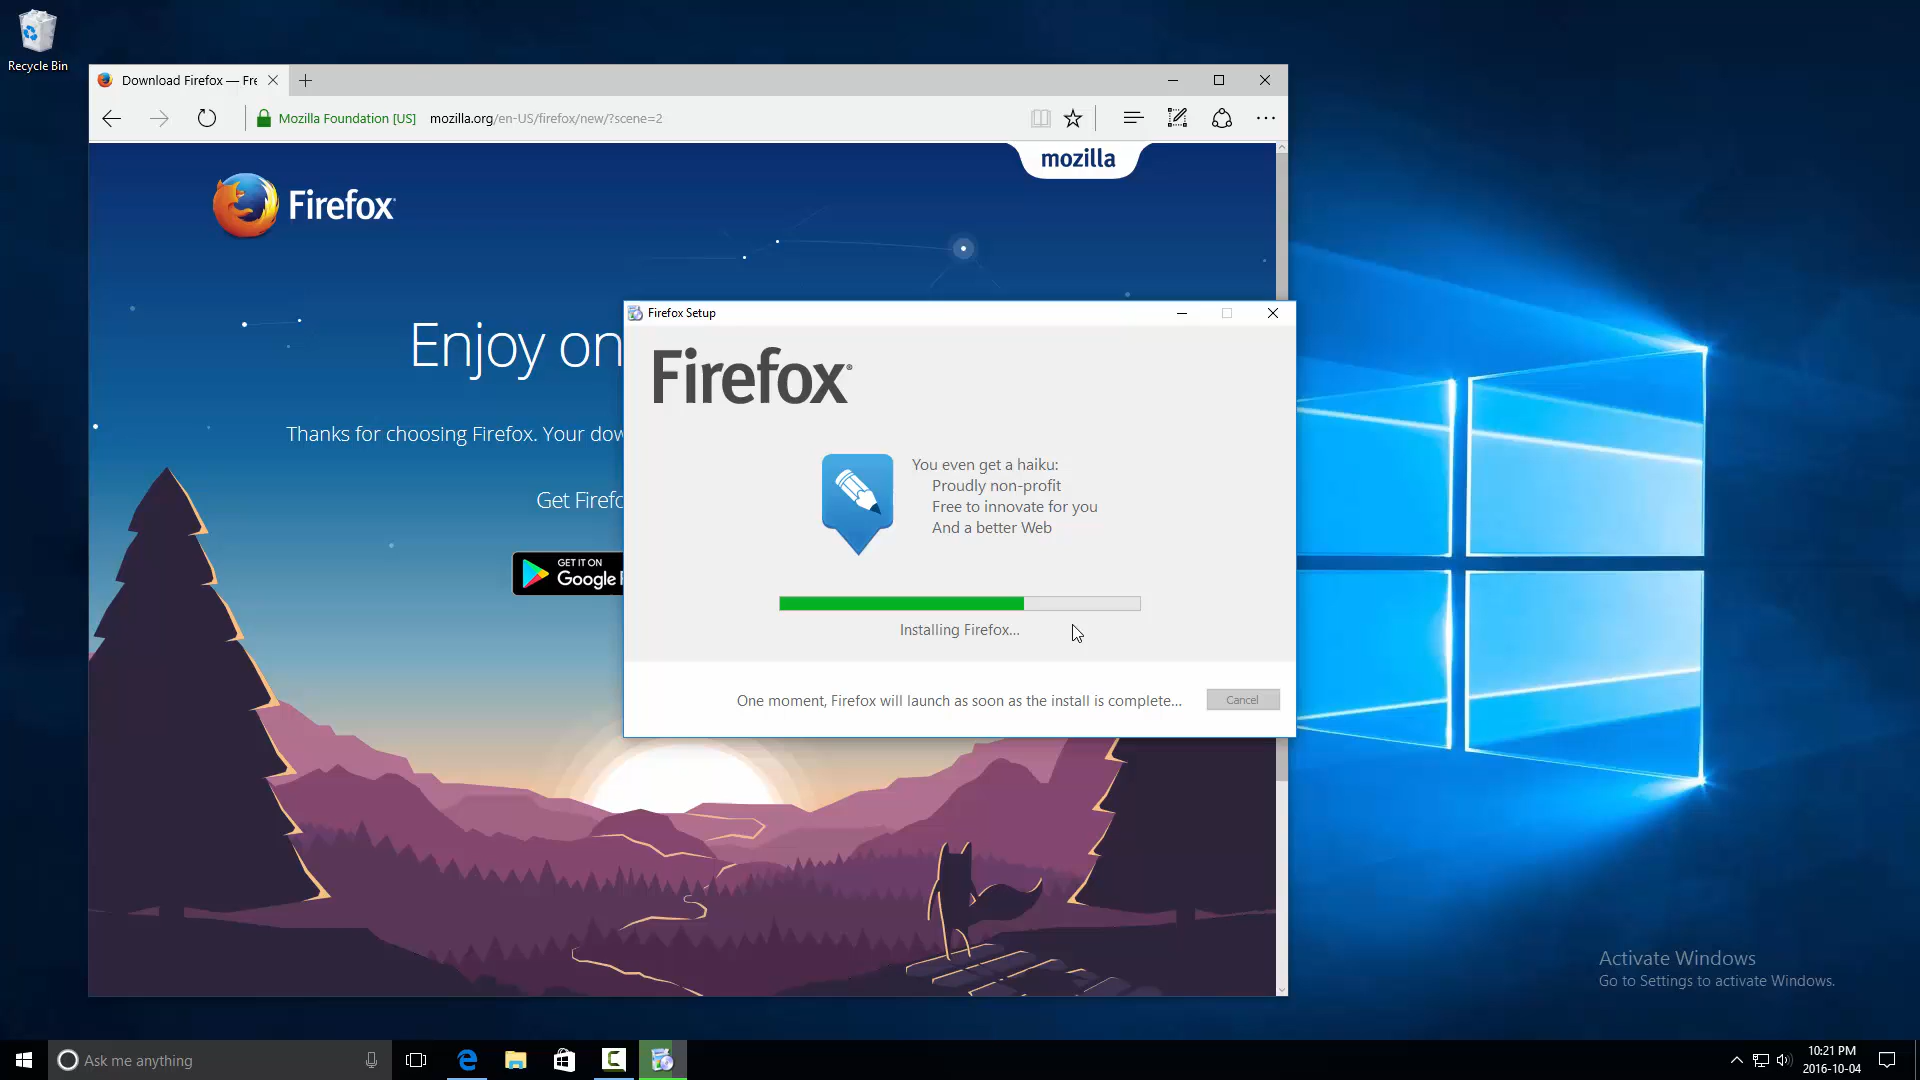 Recycle Bin
Download Firefox — Fre
Mozilla Foundation [US] mozilla.org/en-US/firefox/new/?scene=2
mozilla
Firefox
Enjoy on
Thanks for choosing Firefox. Your dow
Get Firefo
GET IT ON
Google
Firefox Setup
Firefox
You even get a haiku:
Proudly non-profit
Free to innovate for you
And a better Web
Installing Firefox...
One moment, Firefox will launch as soon as the install is complete...
Cancel
Activate Windows
Go to Settings to activate Windows.
Ask me anything
10:21 PM
2016-10-04